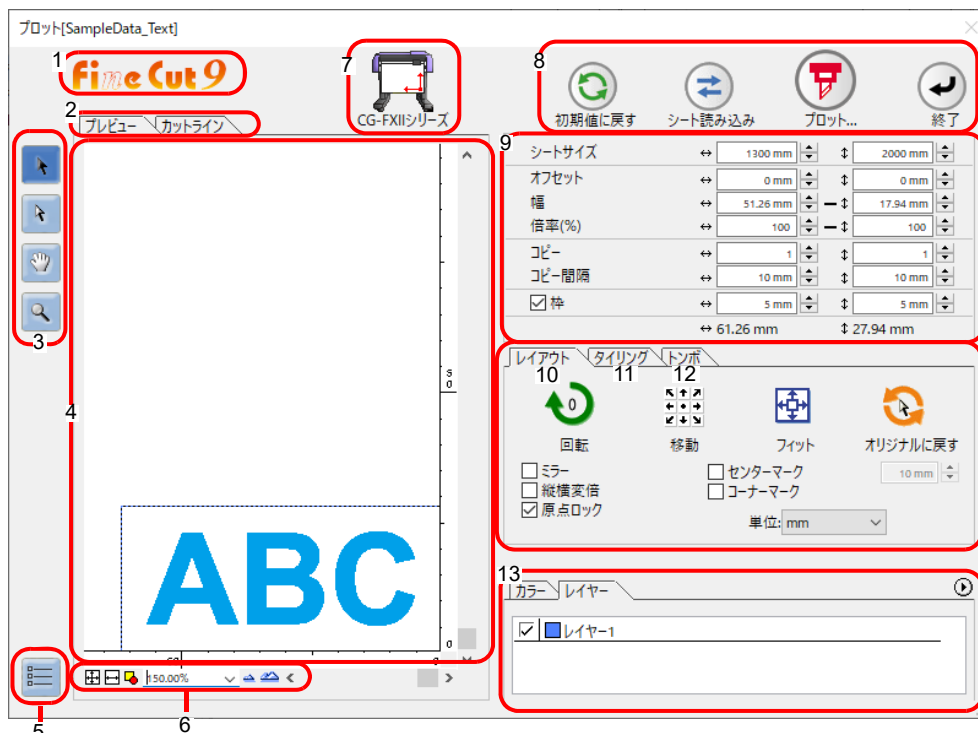 プロット[SampleData_Text]
1
FineCut9
7
CG-FXIIシリーズ
8
初期値に戻す
シート読み込み
プロット...
終了
2
プレビュー
カットライン
3
4
ABC
50
0
50
0
5
6
150.00%
9
シートサイズ 1300 mm 2000 mm
オフセット 0 mm 0 mm
幅 51.26 mm 17.94 mm
倍率(%) 100 100
コピー 1 1
コピー間隔 10 mm 10 mm
枠 5 mm 5 mm
61.26 mm 27.94 mm
レイアウト タイリング トンボ
10 11 12
0
回転
移動
フィット
オリジナルに戻す
ミラー
縦横変倍
原点ロック
センターマーク
コーナーマーク
10 mm
単位: mm
13
カラー レイヤー
レイヤー1